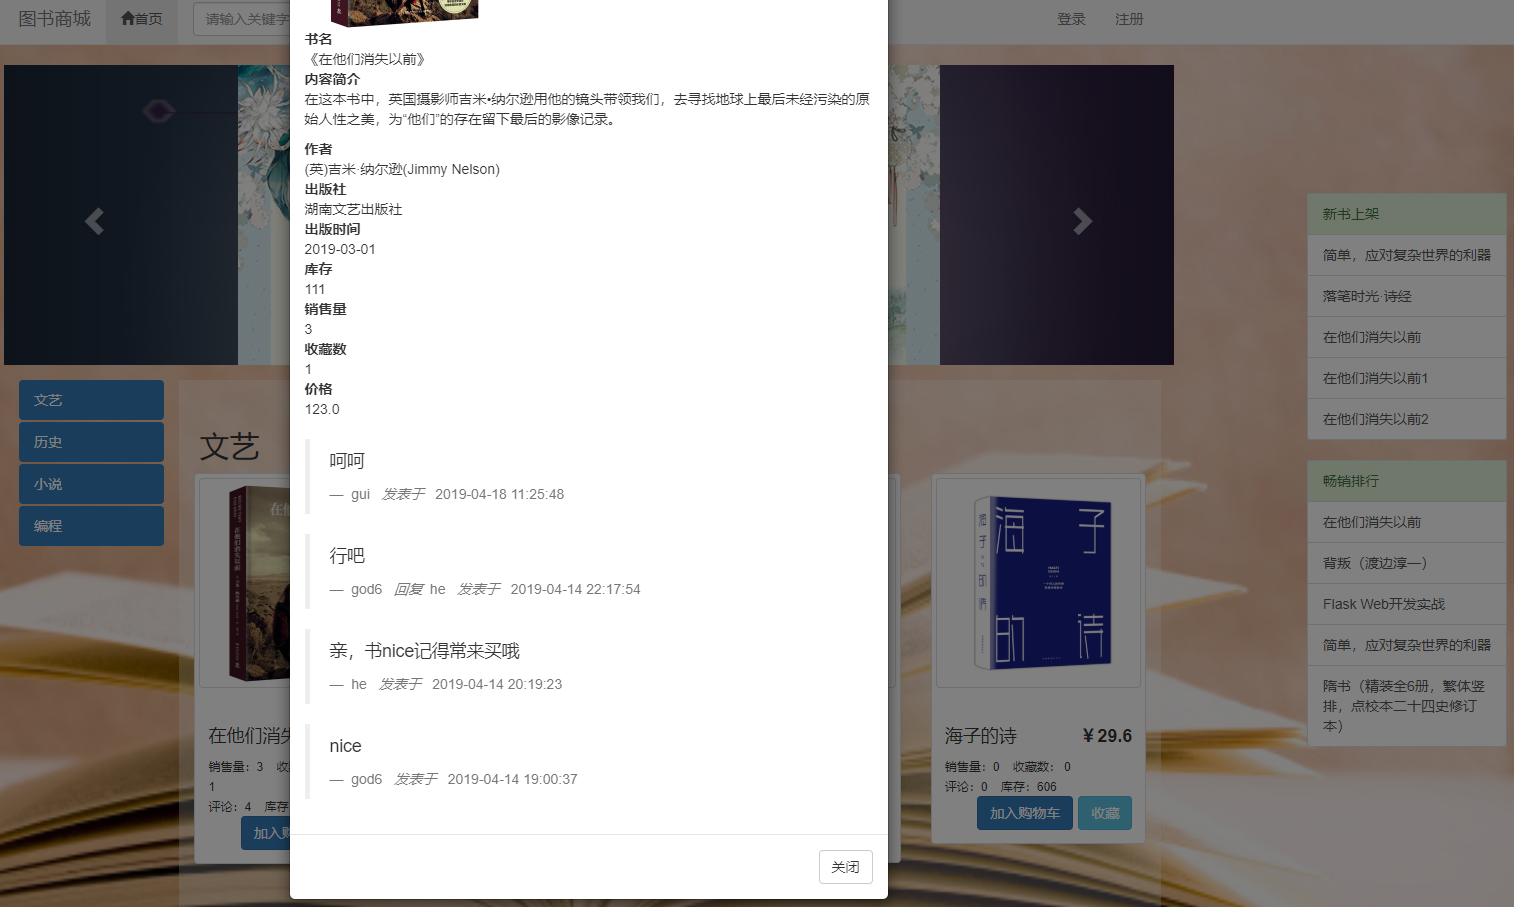 图书商城
首页
请输入关键字
登录
注册
书名
《在他们消失以前》
内容简介
在这本书中，英国摄影师吉米•纳尔逊用他的镜头带领我们，去寻找地球上最后未经污染的原
始人性之美，为“他们”的存在留下最后的影像记录。
作者
(英)吉米·纳尔逊(Jimmy Nelson)
出版社
湖南文艺出版社
出版时间
2019-03-01
库存
111
销售量
3
收藏数
1
价格
123.0
呵呵
— gui 发表于 2019-04-18 11:25:48
行吧
— god6 回复 he 发表于 2019-04-14 22:17:54
亲，书nice记得常来买哦
— he 发表于 2019-04-14 20:19:23
nice
— god6 发表于 2019-04-14 19:00:37
关闭
文艺
历史
小说
编程
文艺
在他们消失以前
在他们消
销售量：3 收
1
评论：4 库存
加入
海子的诗
海子的诗
¥29.6
销售量：0 收藏数：0
评论：0 库存：606
加入购物车
收藏
新书上架
简单，应对复杂世界的利器
落笔时光·诗经
在他们消失以前
在他们消失以前1
在他们消失以前2
畅销排行
在他们消失以前
背叛（渡边淳一）
Flask Web开发实战
简单，应对复杂世界的利器
隋书（精装全6册，繁体竖
排，点校本二十四史修订
本）